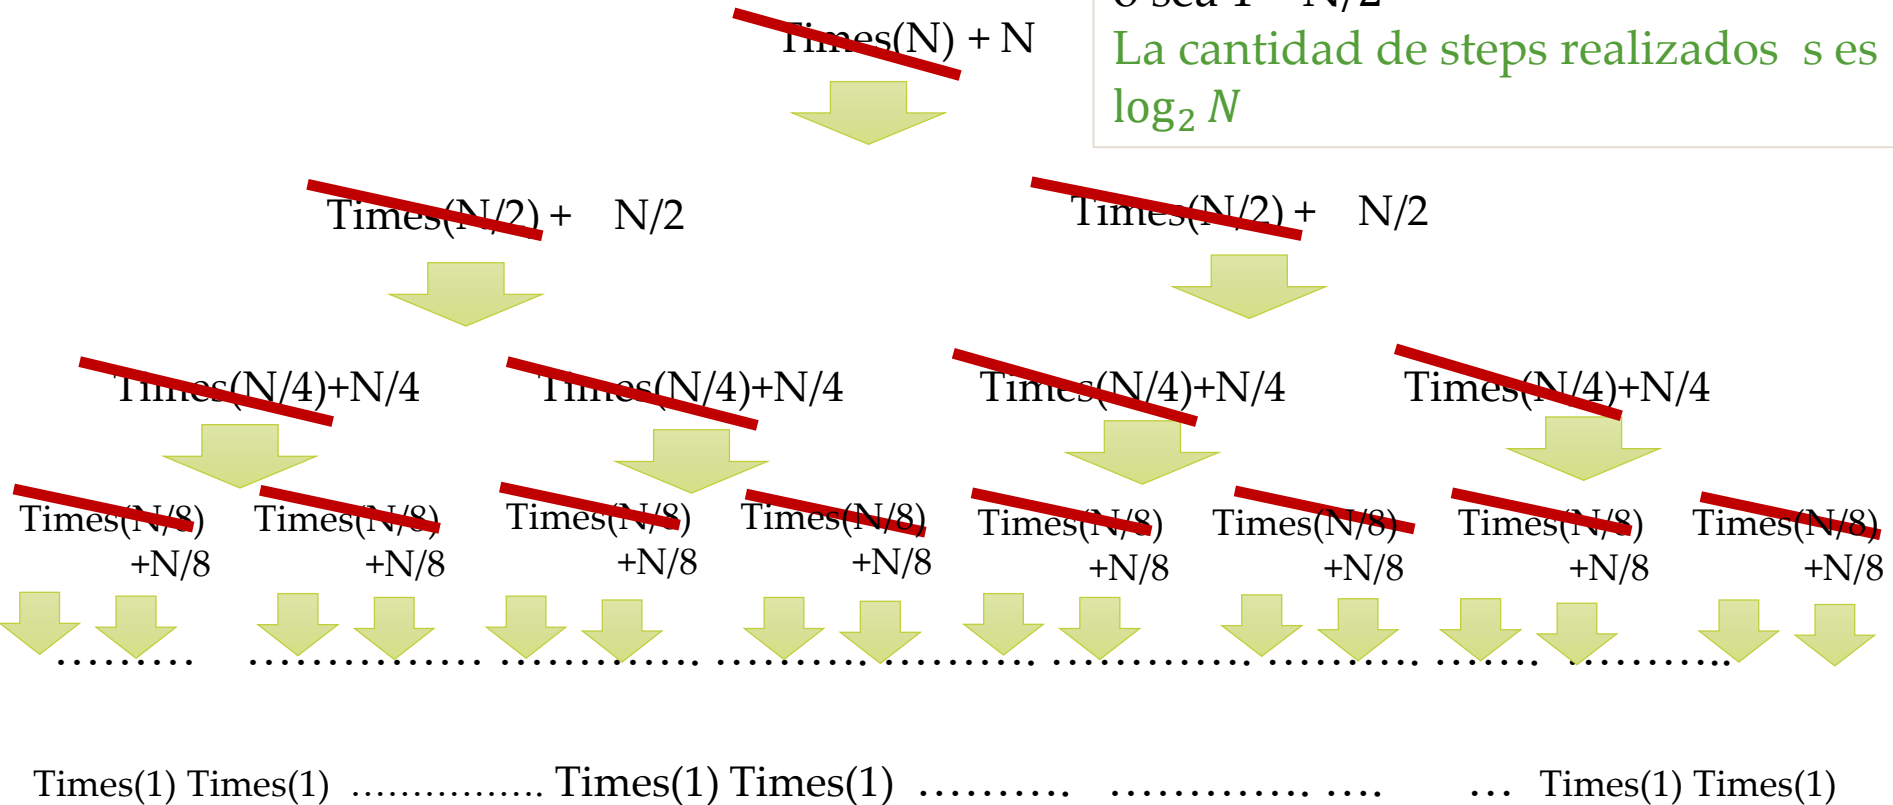 Times(N) + N
La cantidad de steps realizados s es
log₂ N
Times(N/2) + N/2 Times(N/2) + N/2
Times(N/4)+N/4 Times(N/4)+N/4 Times(N/4)+N/4 Times(N/4)+N/4
Times(N/8) Times(N/8) Times(N/8) Times(N/8) Times(N/8) Times(N/8) Times(N/8) Times(N/8)
+N/8 +N/8 +N/8 +N/8 +N/8 +N/8 +N/8 +N/8
Times(1) Times(1) ................ Times(1) Times(1) .......... ............. .... ... Times(1) Times(1)